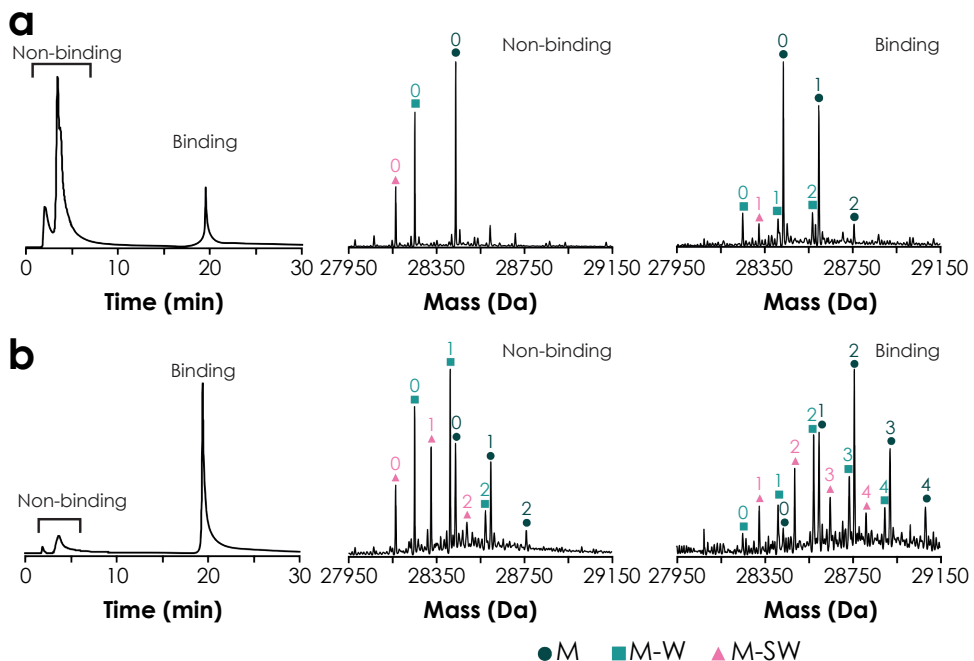 a
Non-binding
Binding
0 10 20 30
Time (min)
Non-binding
0
0
0
27950 28350 28750 29150
Mass (Da)
Binding
0
1
0 1 1 2 2
27950 28350 28750 29150
Mass (Da)
b
Binding
Non-binding
0 10 20 30
Time (min)
Non-binding
1
0
1 0
1
0
2 2 2
27950 28350 28750 29150
Mass (Da)
Binding
2
2 1 3
2
3
1 1 3 4 4
0 0 4
27950 28350 28750 29150
Mass (Da)
M M-W M-SW